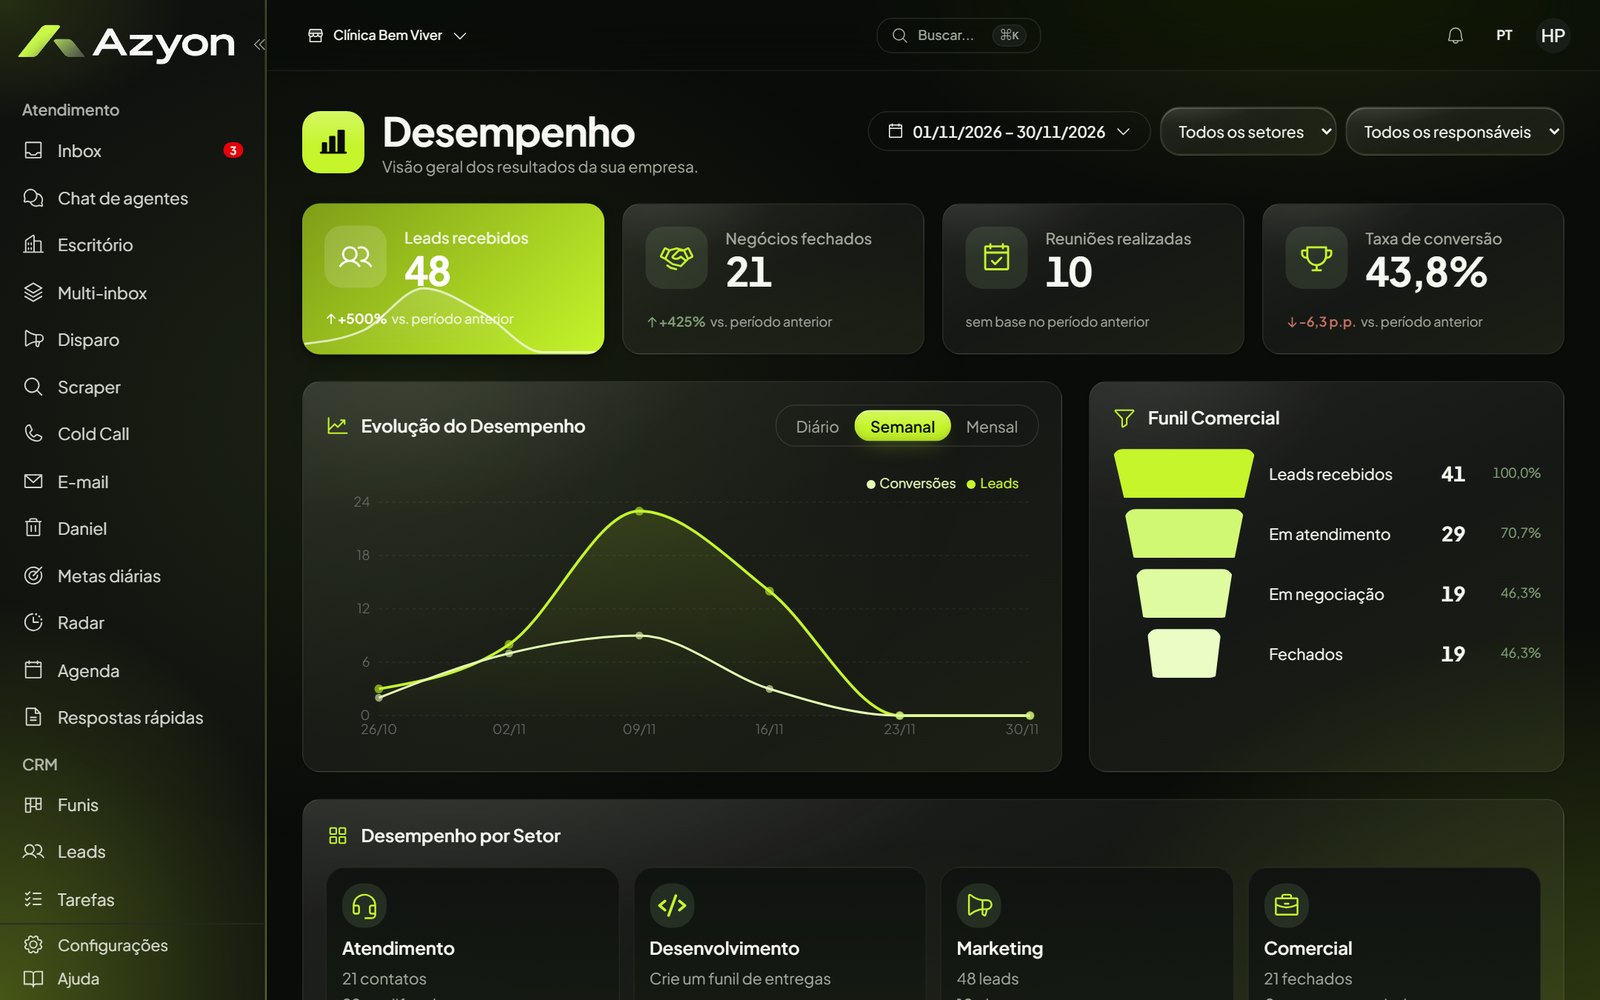 Azyon
Clínica Bem Viver
Buscar...
⌘K
PT
HP
Atendimento
Inbox
3
Chat de agentes
Escritório
Multi-inbox
Disparo
Scraper
Cold Call
E-mail
Daniel
Metas diárias
Radar
Agenda
Respostas rápidas
CRM
Funis
Leads
Tarefas
Configurações
Ajuda
Desempenho
Visão geral dos resultados da sua empresa.
01/11/2026 – 30/11/2026
Todos os setores
Todos os responsáveis
Leads recebidos
48
↑+500% vs. período anterior
Negócios fechados
21
↑+425% vs. período anterior
Reuniões realizadas
10
sem base no período anterior
Taxa de conversão
43,8%
↓-6,3 p.p. vs. período anterior
Evolução do Desempenho
Diário
Semanal
Mensal
Conversões
Leads
24
18
12
6
0
26/10
02/11
09/11
16/11
23/11
30/11
Funil Comercial
Leads recebidos 41 100,0%
Em atendimento 29 70,7%
Em negociação 19 46,3%
Fechados 19 46,3%
Desempenho por Setor
Atendimento
21 contatos
Desenvolvimento
Crie um funil de entregas
Marketing
48 leads
Comercial
21 fechados